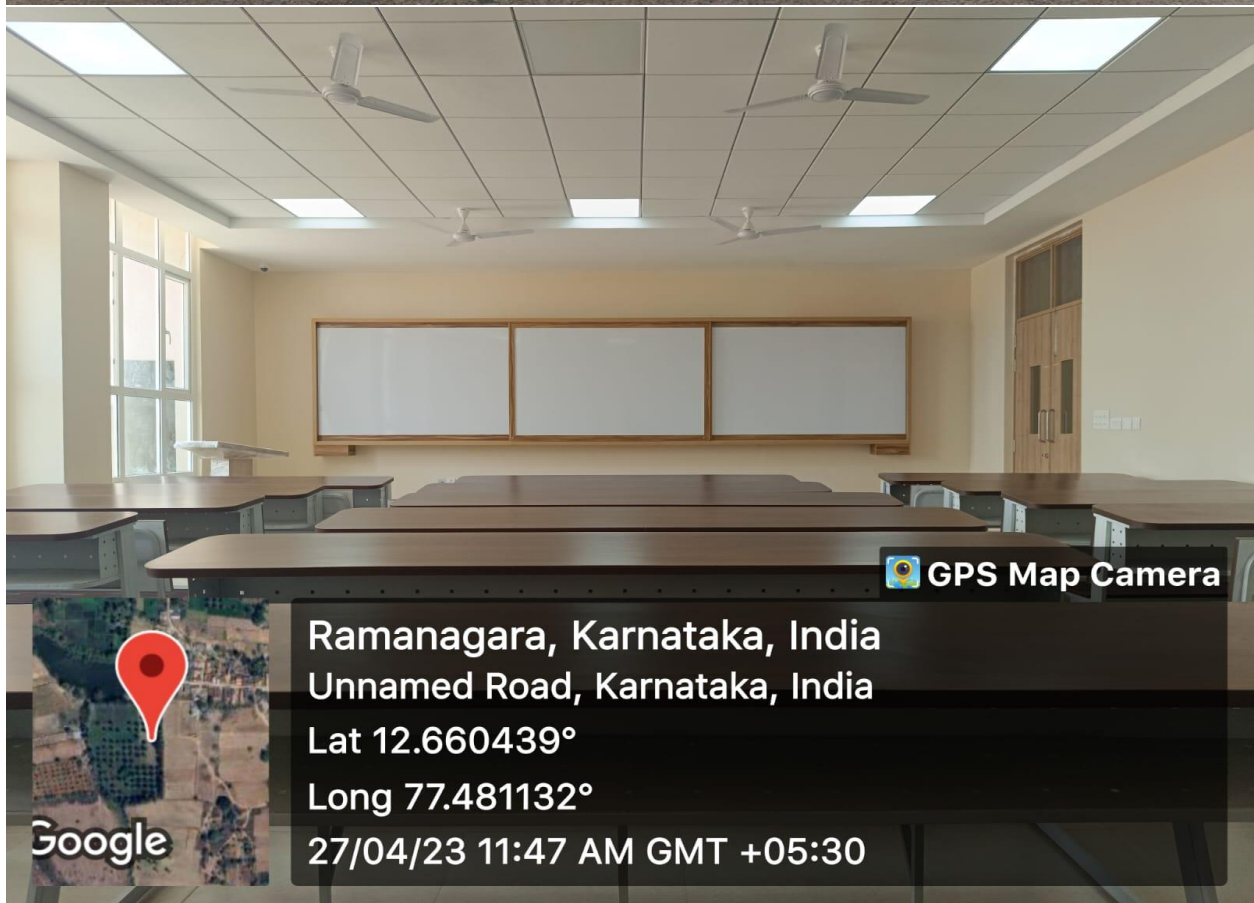 GPS Map Camera
Ramanagara, Karnataka, India
Unnamed Road, Karnataka, India
Lat 12.660439°
Long 77.481132°
27/04/23 11:47 AM GMT +05:30
Google